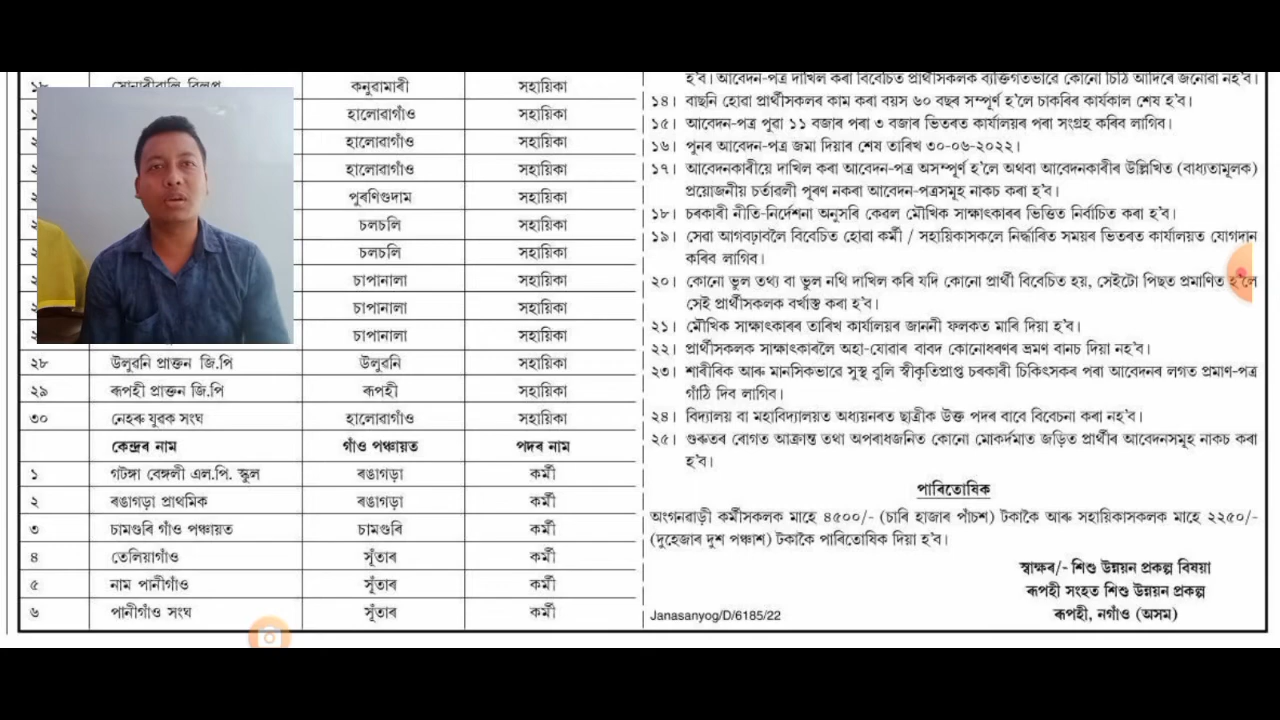 কনুৱামাৰী সহায়িকা
হালোৱাগাঁও সহায়িকা
হালোৱাগাঁও সহায়িকা
হালোৱাগাঁও সহায়িকা
পুৰণিগুদাম সহায়িকা
চলচলি সহায়িকা
চলচলি সহায়িকা
চাপানালা সহায়িকা
চাপানালা সহায়িকা
চাপানালা সহায়িকা
২৮ উলুৱনি প্ৰাক্তন জি.পি উলুৱনি সহায়িকা
২৯ ৰূপহী প্ৰাক্তন জি.পি ৰূপহী সহায়িকা
৩০ নেহৰু যুৱক সংঘ হালোৱাগাঁও সহায়িকা
কেন্দ্ৰৰ নাম গাঁও পঞ্চায়ত পদৰ নাম
১ গটঙ্গা বেঙ্গলী এল.পি. স্কুল ৰঙাগড়া কৰ্মী
২ ৰঙাগড়া প্ৰাথমিক ৰঙাগড়া কৰ্মী
৩ চামগুৰি গাঁও পঞ্চায়ত চামগুৰি কৰ্মী
৪ তেলিয়াগাঁও সূঁতাৰ কৰ্মী
৫ নাম পানীগাঁও সূঁতাৰ কৰ্মী
৬ পানীগাঁও সংঘ সূঁতাৰ কৰ্মী
হ'ব। আবেদন-পত্ৰ দাখিল কৰা বিবেচিত প্ৰাৰ্থীসকলক ব্যক্তিগতভাৱে কোনো চিঠি আদিৰে জনোৱা নহ'ব।
১৪। বাছনি হোৱা প্ৰাৰ্থীসকলৰ কাম কৰা বয়স ৬০ বছৰ সম্পূৰ্ণ হ'লে চাকৰিৰ কাৰ্যকাল শেষ হ'ব।
১৫। আবেদন-পত্ৰ পূৱা ১১ বজাৰ পৰা ৩ বজাৰ ভিতৰত কাৰ্যালয়ৰ পৰা সংগ্ৰহ কৰিব লাগিব।
১৬। পূনৰ আবেদন-পত্ৰ জমা দিয়াৰ শেষ তাৰিখ ৩০-০৬-২০২২।
১৭। আবেদনকাৰীয়ে দাখিল কৰা আবেদন-পত্ৰ অসম্পূৰ্ণ হ'লে অথবা আবেদনকাৰীৰ উল্লিখিত (বাধ্যতামূলক)
প্ৰয়োজনীয় চৰ্তাৱলী পূৰণ নকৰা আবেদন-পত্ৰসমূহ নাকচ কৰা হ'ব।
১৮। চৰকাৰী নীতি-নিৰ্দেশনা অনুসৰি কেৱল মৌখিক সাক্ষাৎকাৰৰ ভিত্তিত নিৰ্বাচিত কৰা হ'ব।
১৯। সেৱা আগবঢ়াবলৈ বিবেচিত হোৱা কৰ্মী / সহায়িকাসকলে নিৰ্দ্ধাৰিত সময়ৰ ভিতৰত কাৰ্যালয়ত যোগদান
কৰিব লাগিব।
২০। কোনো ভুল তথ্য বা ভুল নথি দাখিল কৰি যদি কোনো প্ৰাৰ্থী বিবেচিত হয়, সেইটো পিছত প্ৰমাণিত হ'লে
সেই প্ৰাৰ্থীসকলক বৰ্খাস্ত কৰা হ'ব।
২১। মৌখিক সাক্ষাৎকাৰৰ তাৰিখ কাৰ্যালয়ৰ জাননী ফলকত মাৰি দিয়া হ'ব।
২২। প্ৰাৰ্থীসকলক সাক্ষাৎকাৰলৈ অহা-যোৱাৰ বাবদ কোনোধৰণৰ ভ্ৰমণ বানচ দিয়া নহ'ব।
২৩। শাৰীৰিক আৰু মানসিকভাৱে সুস্থ বুলি স্বীকৃতিপ্ৰাপ্ত চৰকাৰী চিকিৎসকৰ পৰা আবেদনৰ লগত প্ৰমাণ-পত্ৰ
গাঁঠি দিব লাগিব।
২৪। বিদ্যালয় বা মহাবিদ্যালয়ত অধ্যয়নৰত ছাত্ৰীক উক্ত পদৰ বাবে বিবেচনা কৰা নহ'ব।
২৫। গুৰুতৰ ৰোগত আক্ৰান্ত তথা অপৰাধজনিত কোনো মোকৰ্দমাত জড়িত প্ৰাৰ্থীৰ আবেদনসমূহ নাকচ কৰা
হ'ব।
পাৰিতোষিক
অংগনৱাড়ী কৰ্মীসকলক মাহে ৪৫০০/- (চাৰি হাজাৰ পাঁচশ) টকাকৈ আৰু সহায়িকাসকলক মাহে ২২৫০/-
(দুহেজাৰ দুশ পঞ্চাশ) টকাকৈ পাৰিতোষিক দিয়া হ'ব।
স্বাক্ষৰ/- শিশু উন্নয়ন প্ৰকল্প বিষয়া
ৰূপহী সংহত শিশু উন্নয়ন প্ৰকল্প
Janasanyog/D/6185/22 ৰূপহী, নগাঁও (অসম)